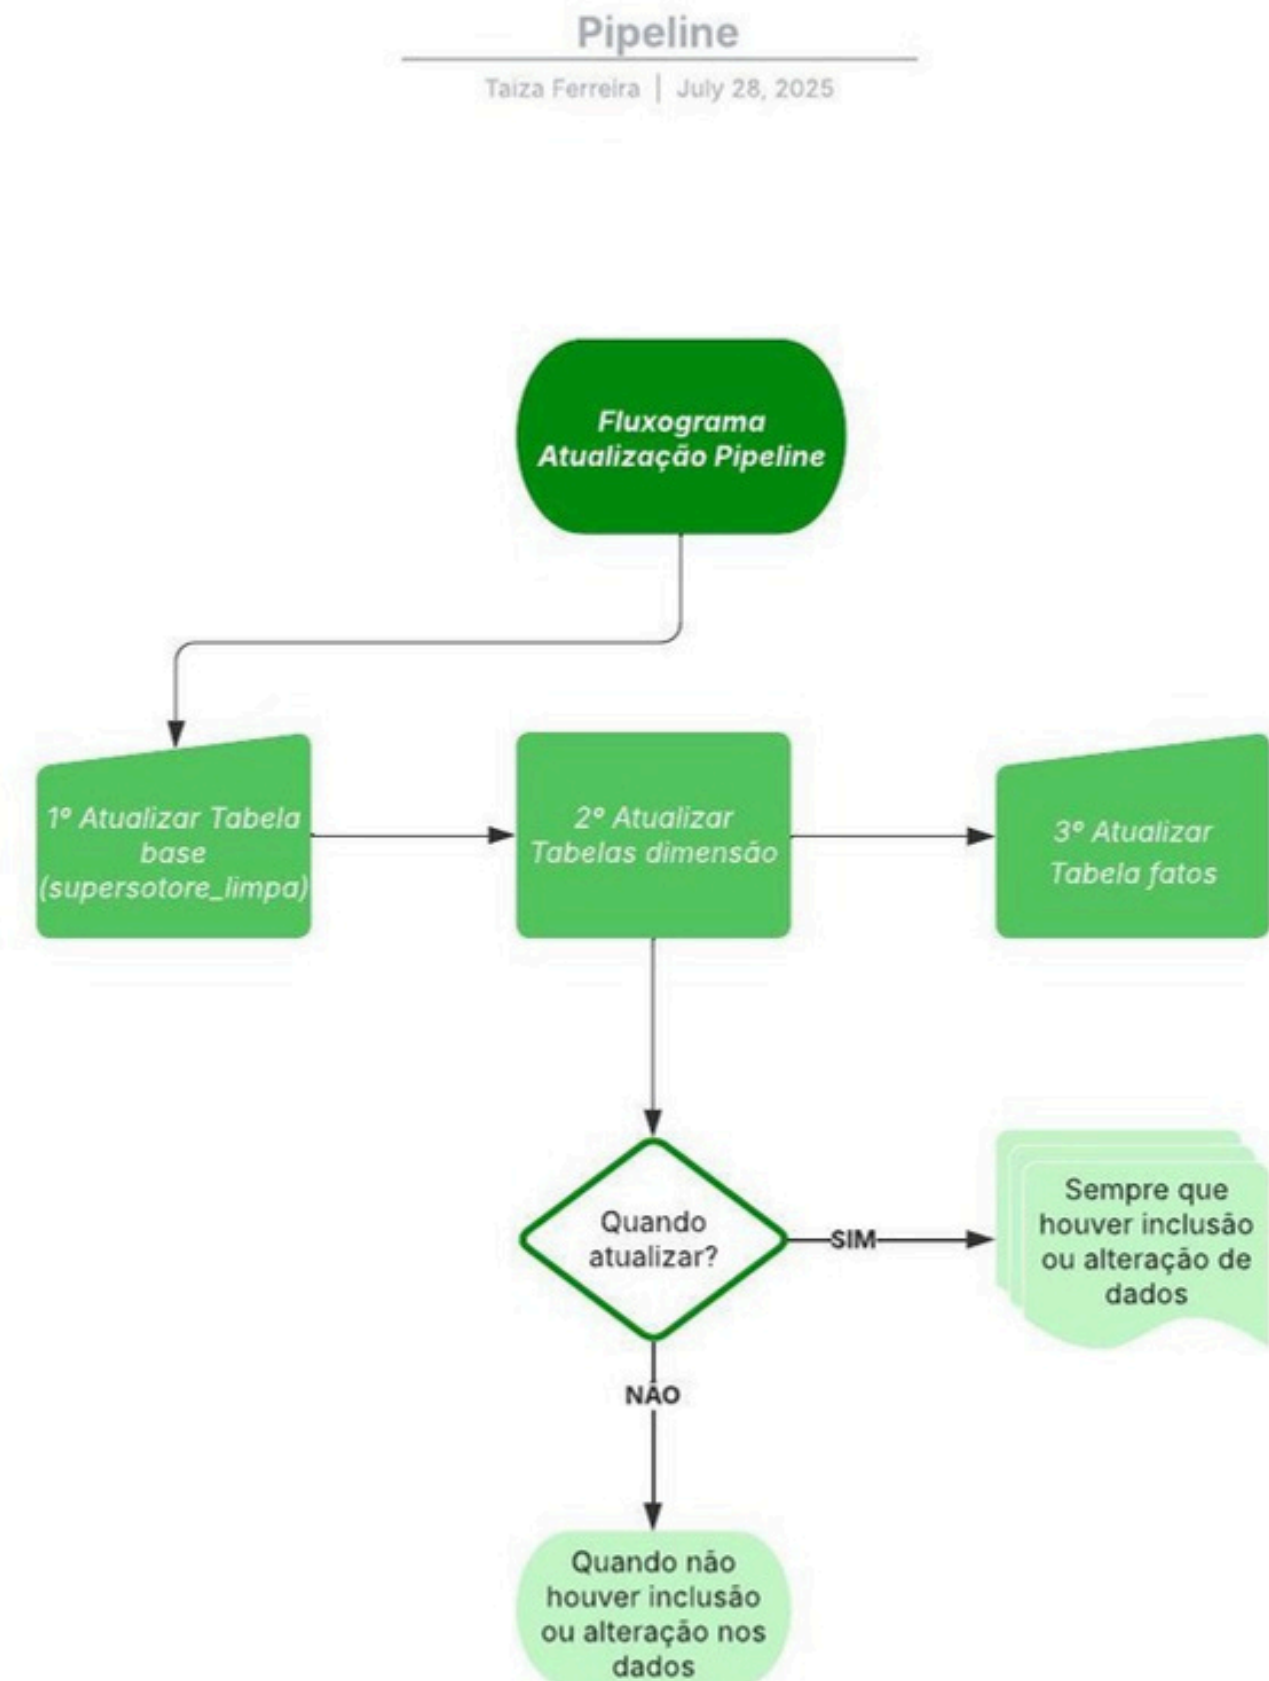 Pipeline
Taiza Ferreira | July 28, 2025
Fluxograma
Atualização Pipeline
1º Atualizar Tabela
base
(supersotore_limpa)
2º Atualizar
Tabelas dimensão
3º Atualizar
Tabela fatos
Quando
atualizar?
SIM
Sempre que
houver inclusão
ou alteração de
dados
NÃO
Quando não
houver inclusão
ou alteração nos
dados